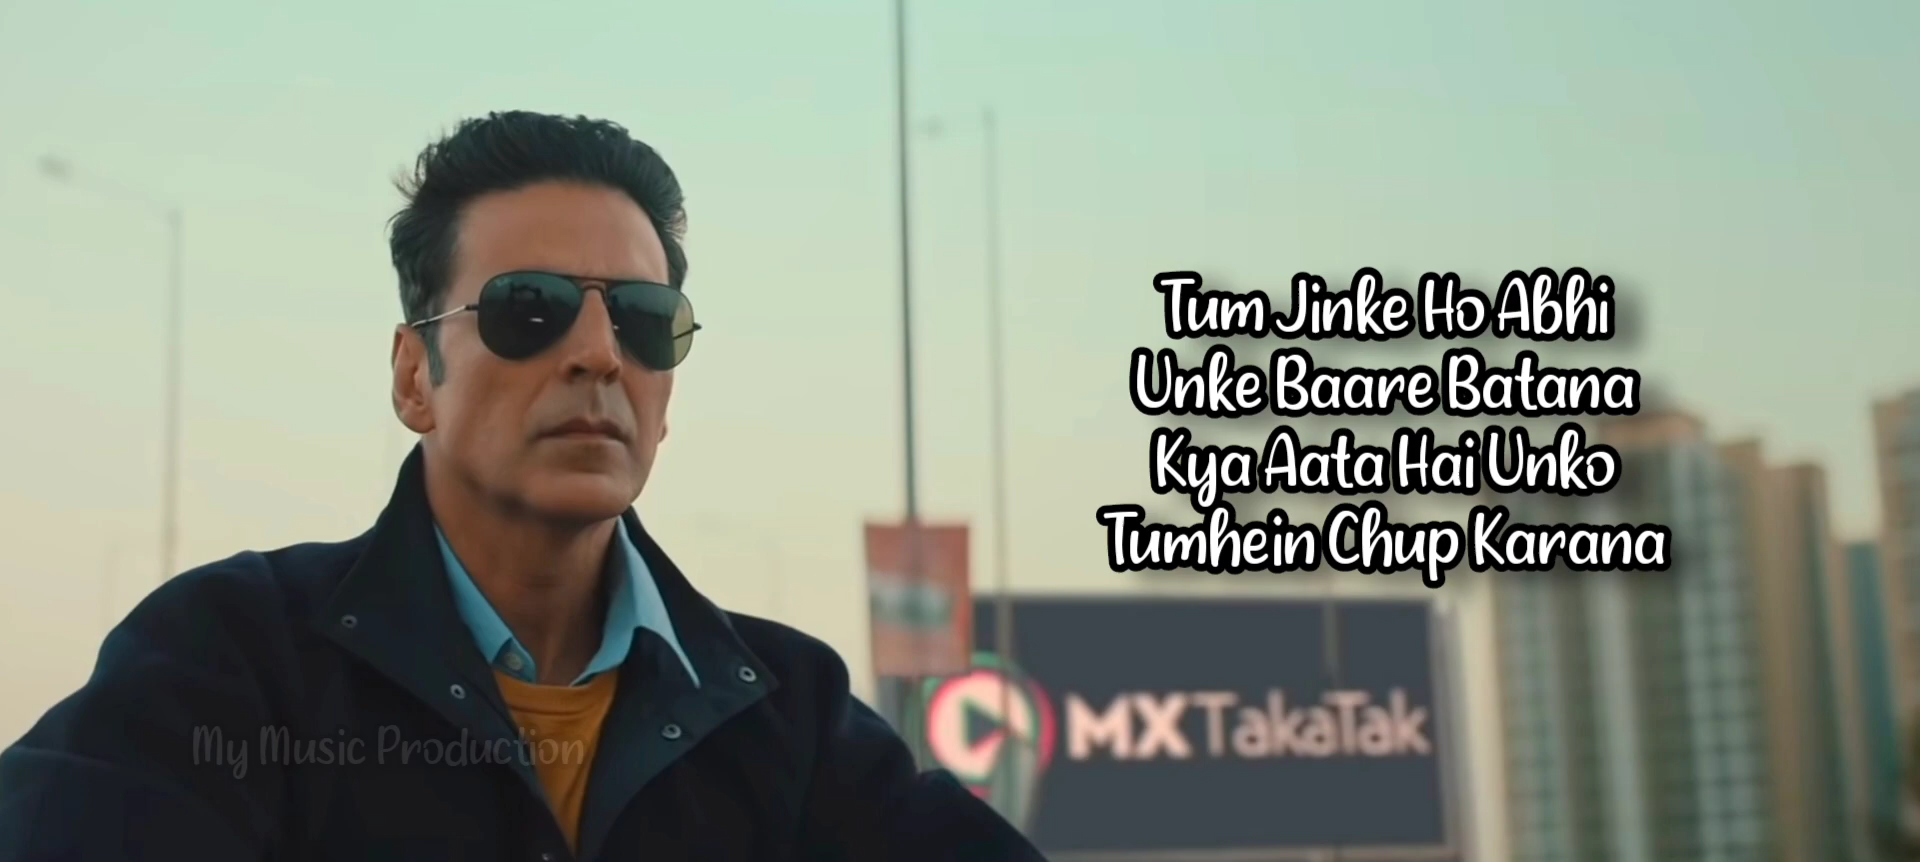 Tum Jinke Ho Abhi
Unke Baare Batana
Kya Aata Hai Unko
Tumhein Chup Karana
MXTakaTak
My Music Production